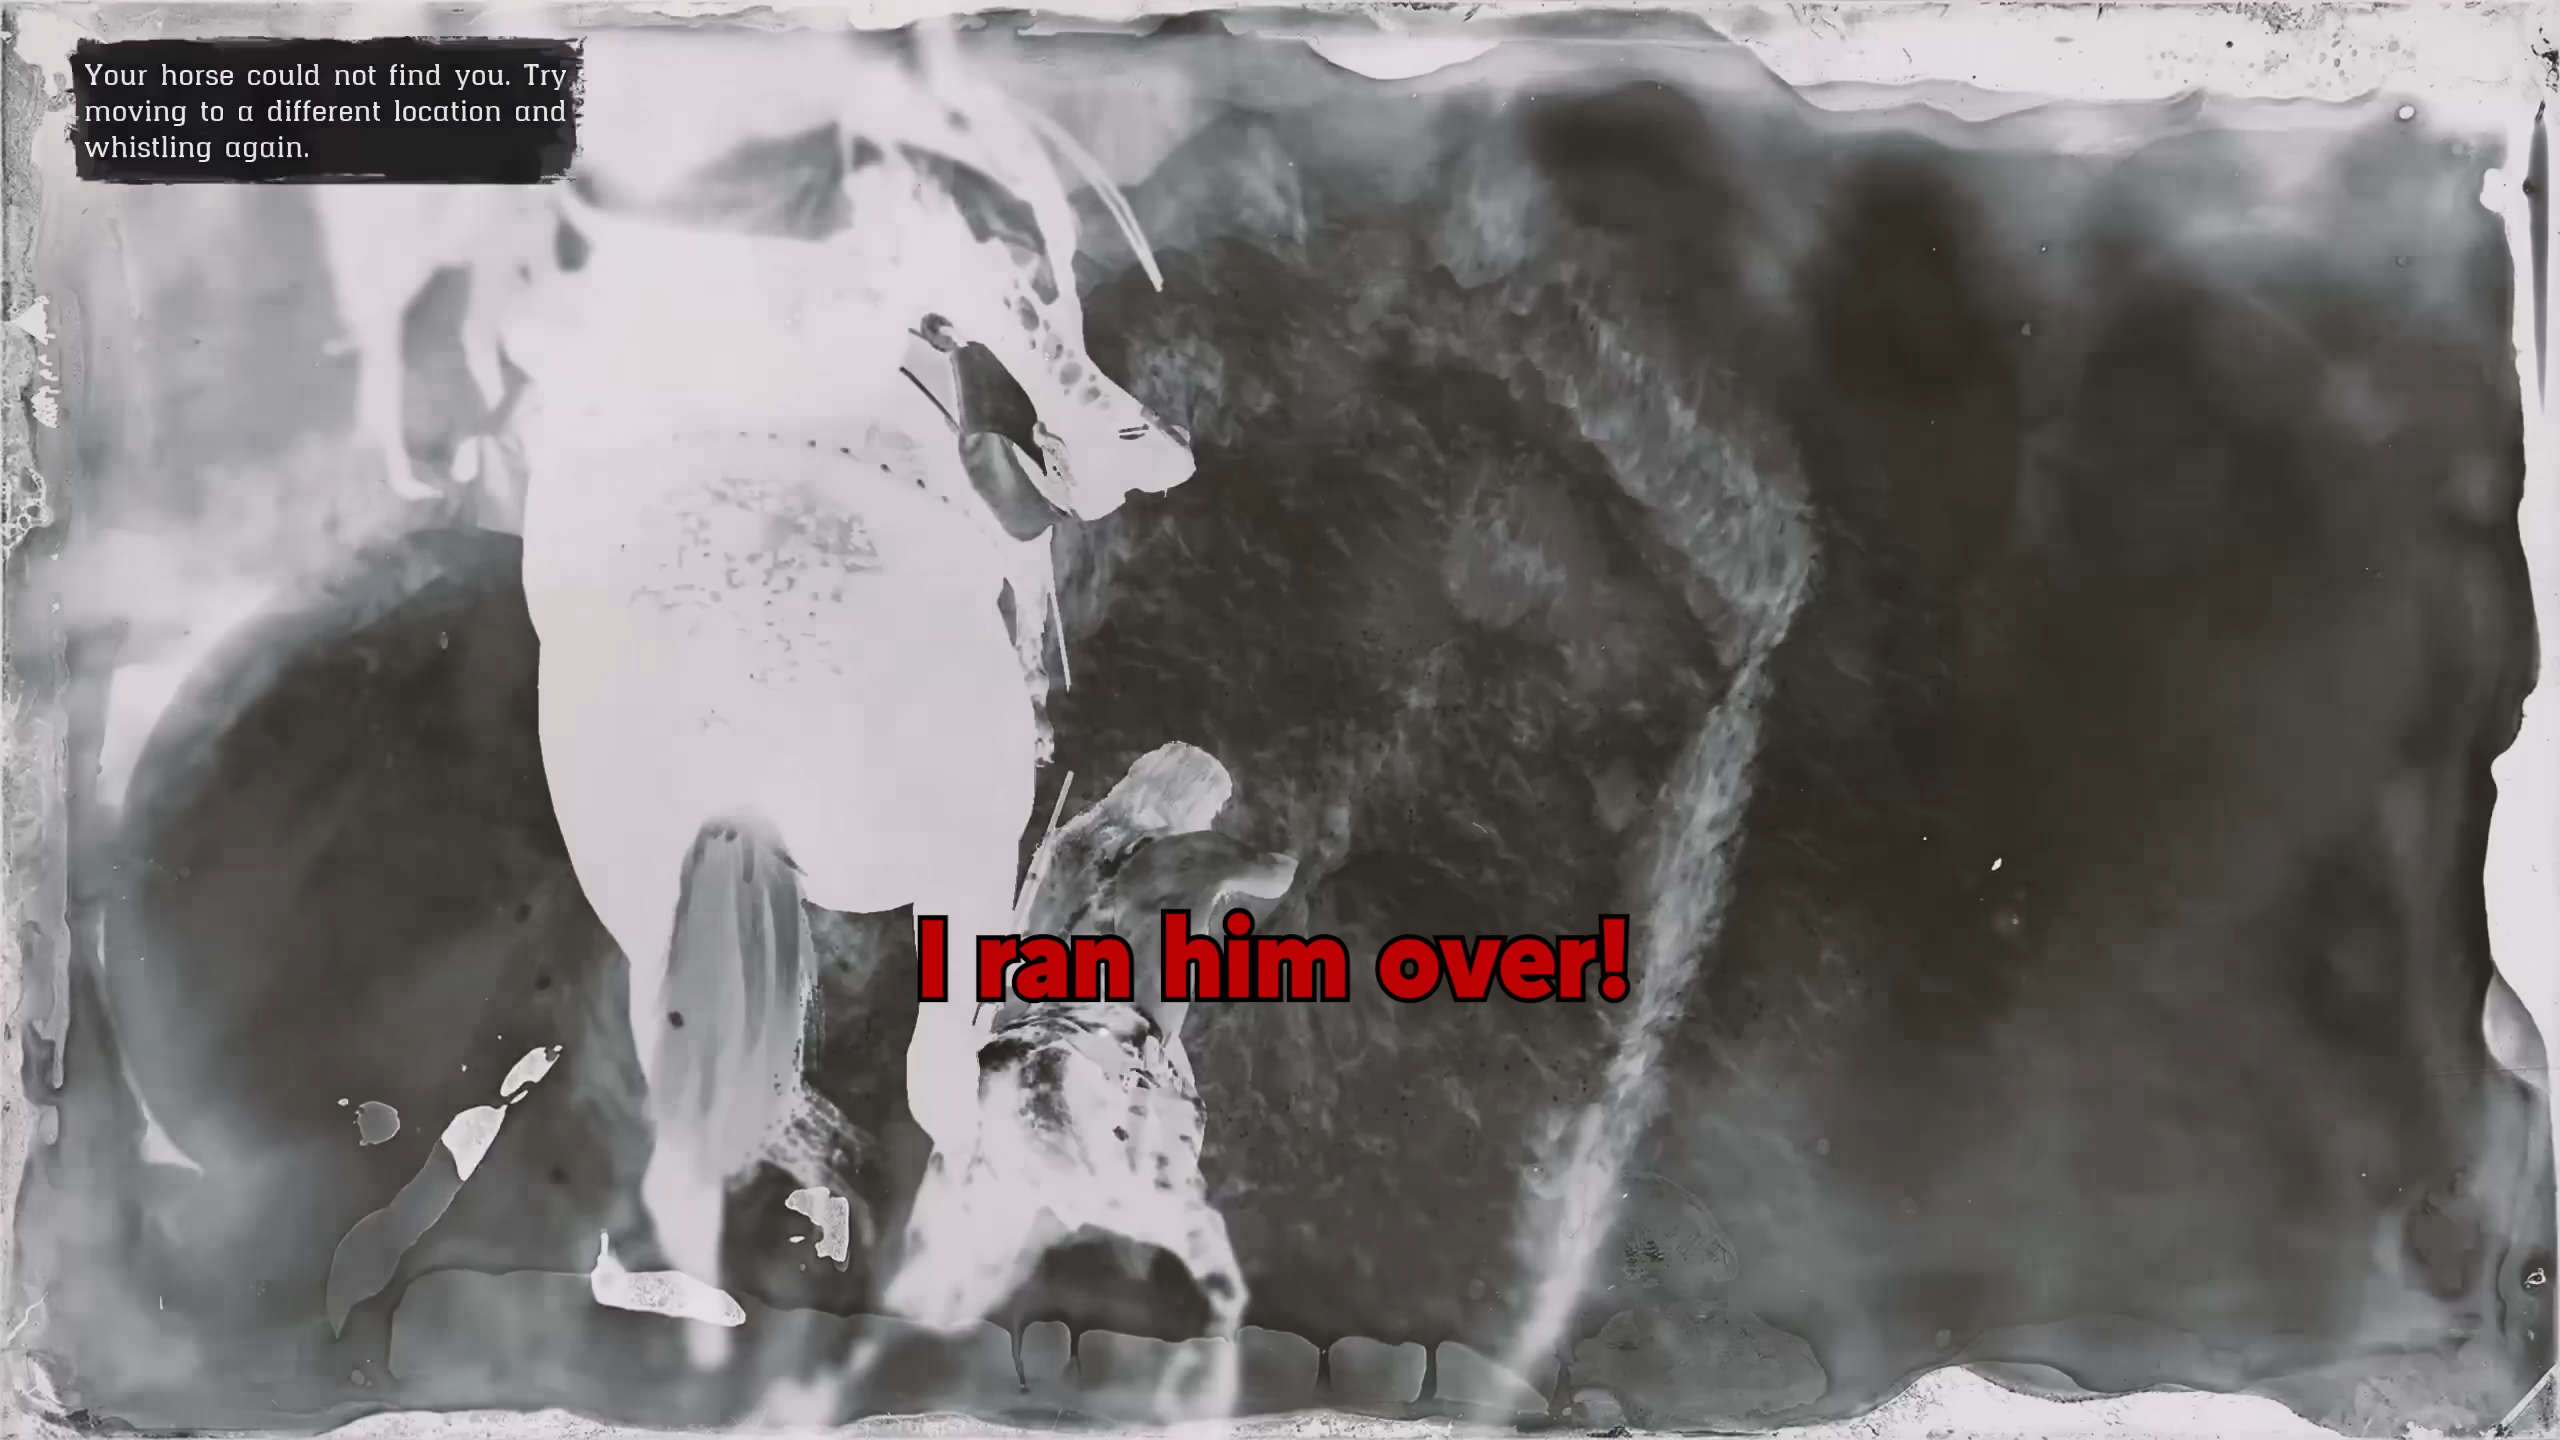 Your horse could not find you. Try
moving to a different location and
whistling again.
I ran him over!